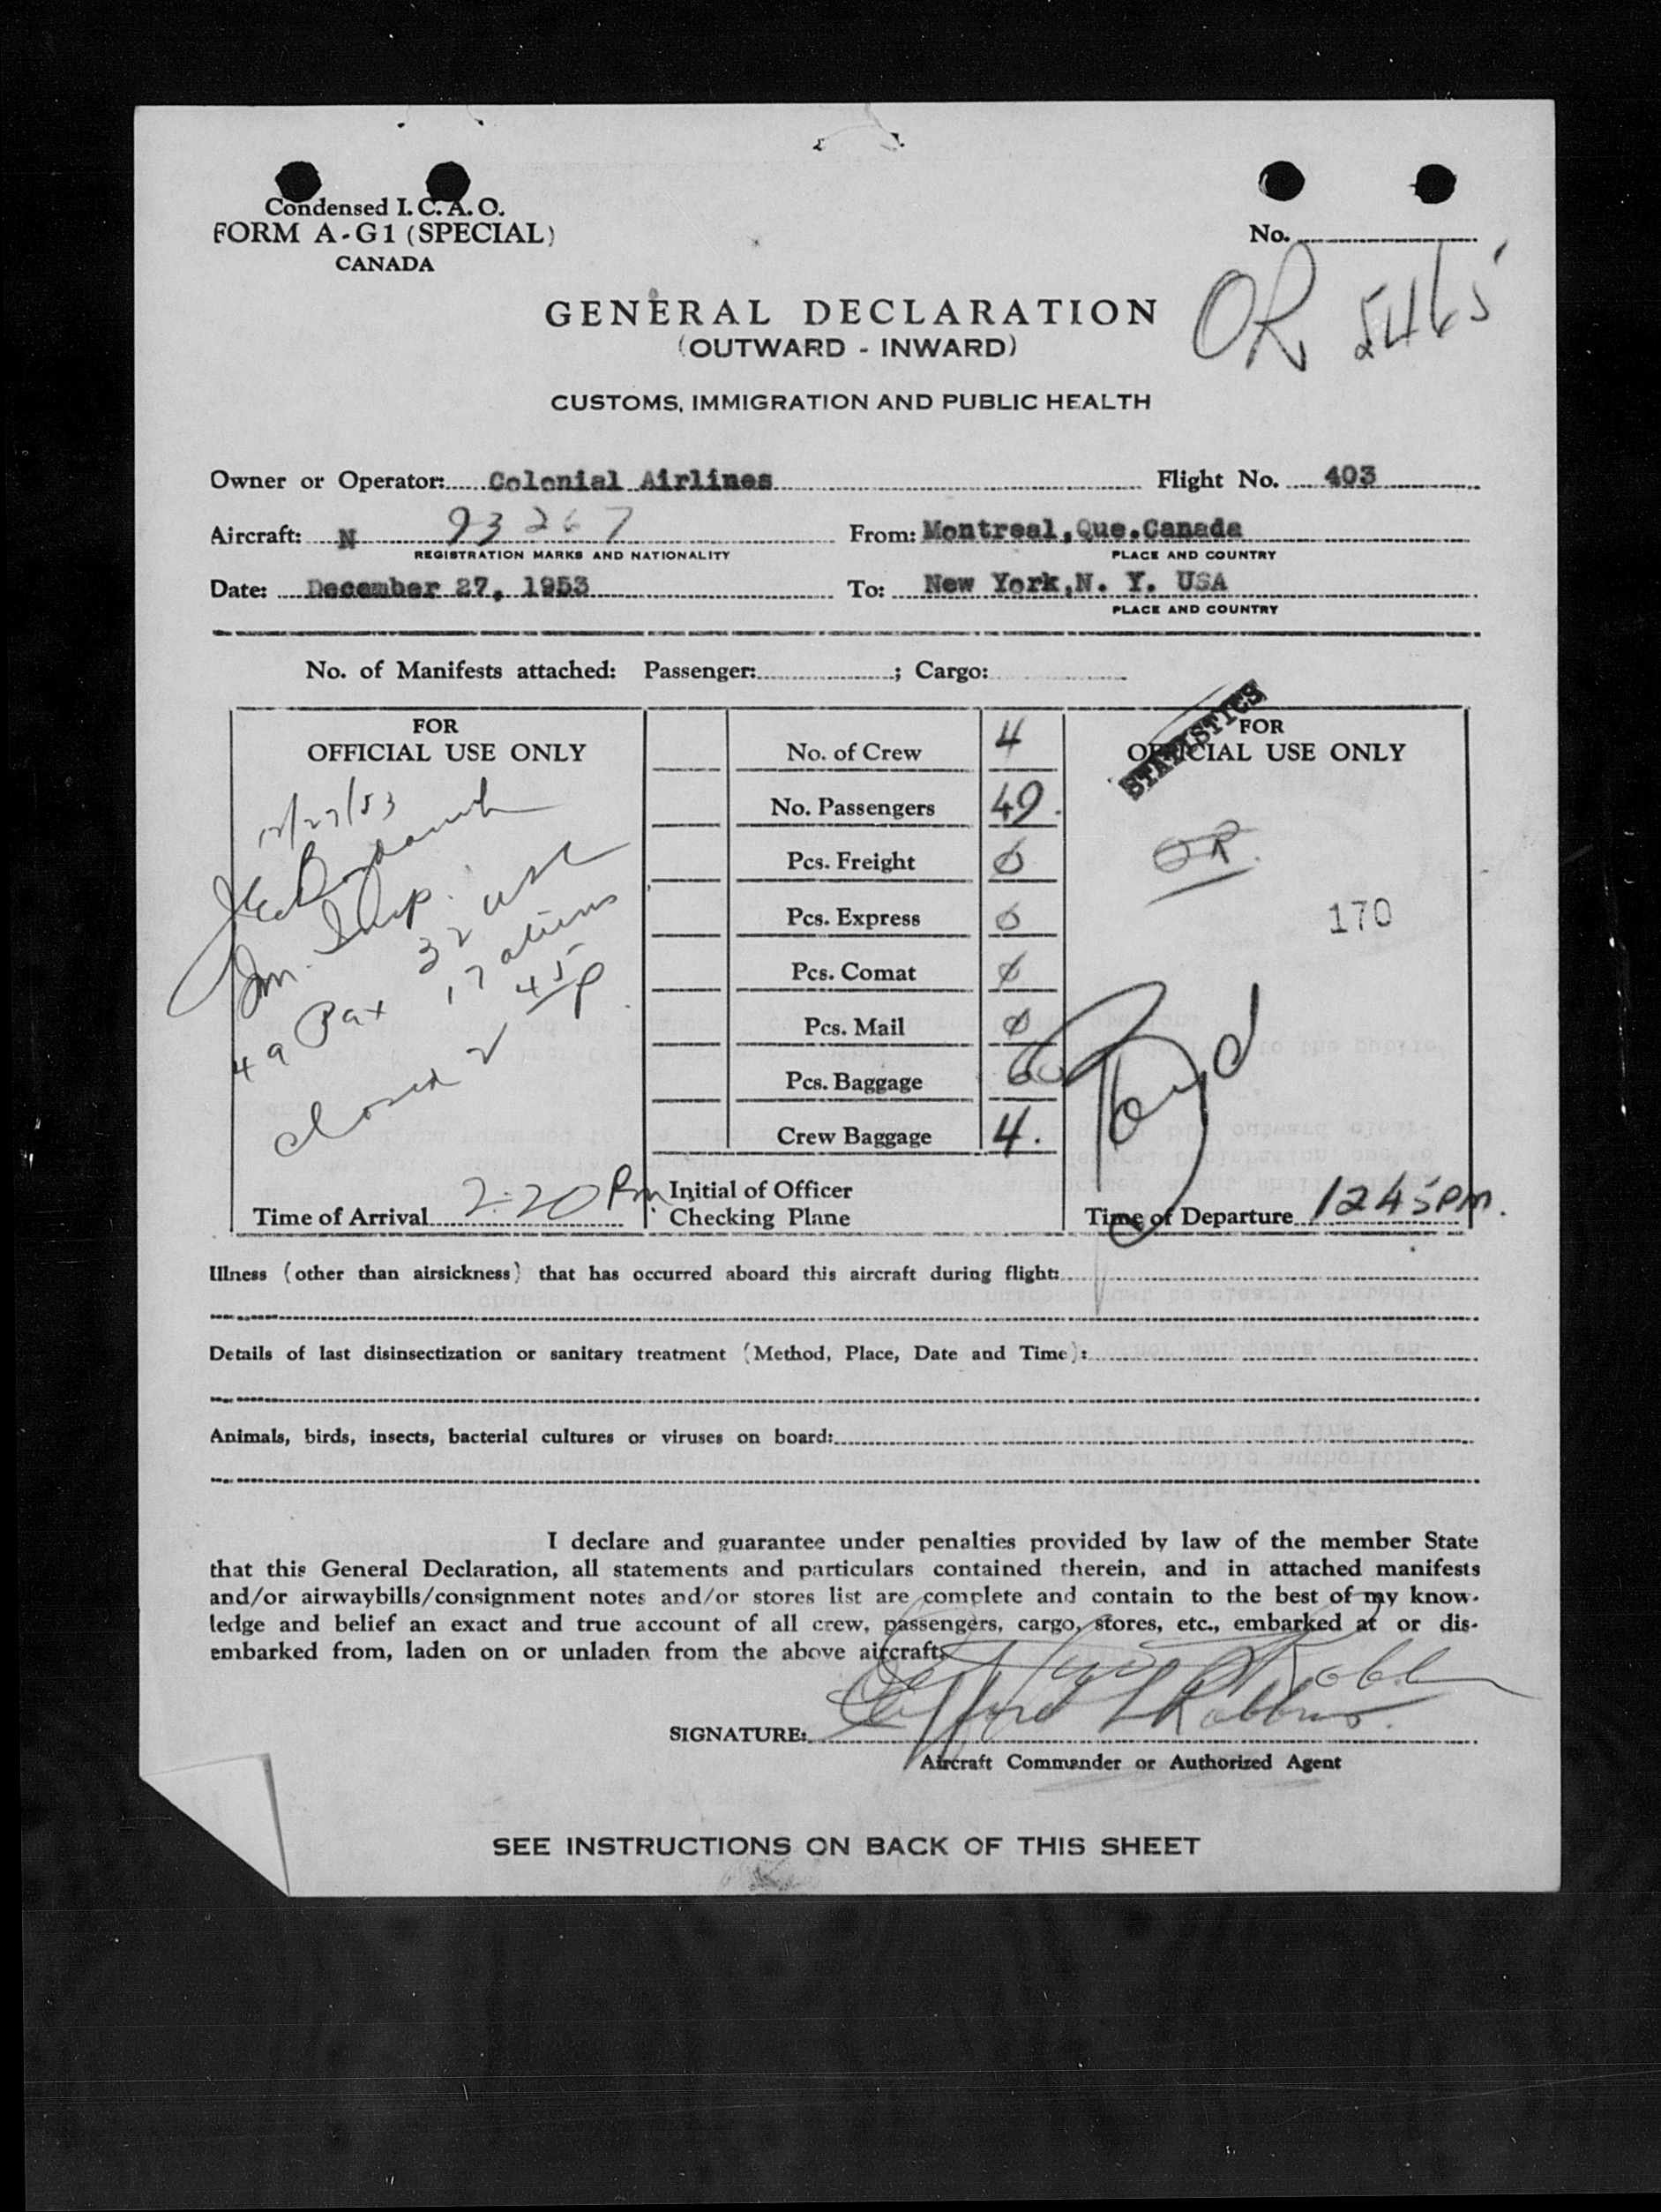 Condensed I. C. A. O.
FORM A-G1 (SPECIAL)
CANADA
No.
OR 5465
GENERAL DECLARATION
(OUTWARD - INWARD)
CUSTOMS, IMMIGRATION AND PUBLIC HEALTH
Owner or Operator: Colonial Airlines Flight No. 403
Aircraft: N 93267 From: Montreal, Que. Canada
REGISTRATION MARKS AND NATIONALITY PLACE AND COUNTRY
Date: December 27, 1953 To: New York, N. Y. USA
PLACE AND COUNTRY
No. of Manifests attached: Passenger: ; Cargo:
FOR
OFFICIAL USE ONLY
12/27/53
Im. Insp.
49 Pax 32 USC
17 aliens
Closed 2 45 p
Time of Arrival 2:20 Pm
No. of Crew 4
No. Passengers 49.
Pcs. Freight 0
Pcs. Express 0
Pcs. Comat 0
Pcs. Mail 0
Pcs. Baggage 60
Crew Baggage 4.
Initial of Officer
Checking Plane
STATISTICS
FOR
OFFICIAL USE ONLY
OR.
170
Boyd
Time of Departure 1245 PM.
Illness (other than airsickness) that has occurred aboard this aircraft during flight:
Details of last disinsectization or sanitary treatment (Method, Place, Date and Time):
Animals, birds, insects, bacterial cultures or viruses on board:
I declare and guarantee under penalties provided by law of the member State
that this General Declaration, all statements and particulars contained therein, and in attached manifests
and/or airwaybills/consignment notes and/or stores list are complete and contain to the best of my know-
ledge and belief an exact and true account of all crew, passengers, cargo, stores, etc., embarked at or dis-
embarked from, laden on or unladen from the above aircraft.
SIGNATURE: Clifford L Robbins.
Aircraft Commander or Authorized Agent
SEE INSTRUCTIONS ON BACK OF THIS SHEET